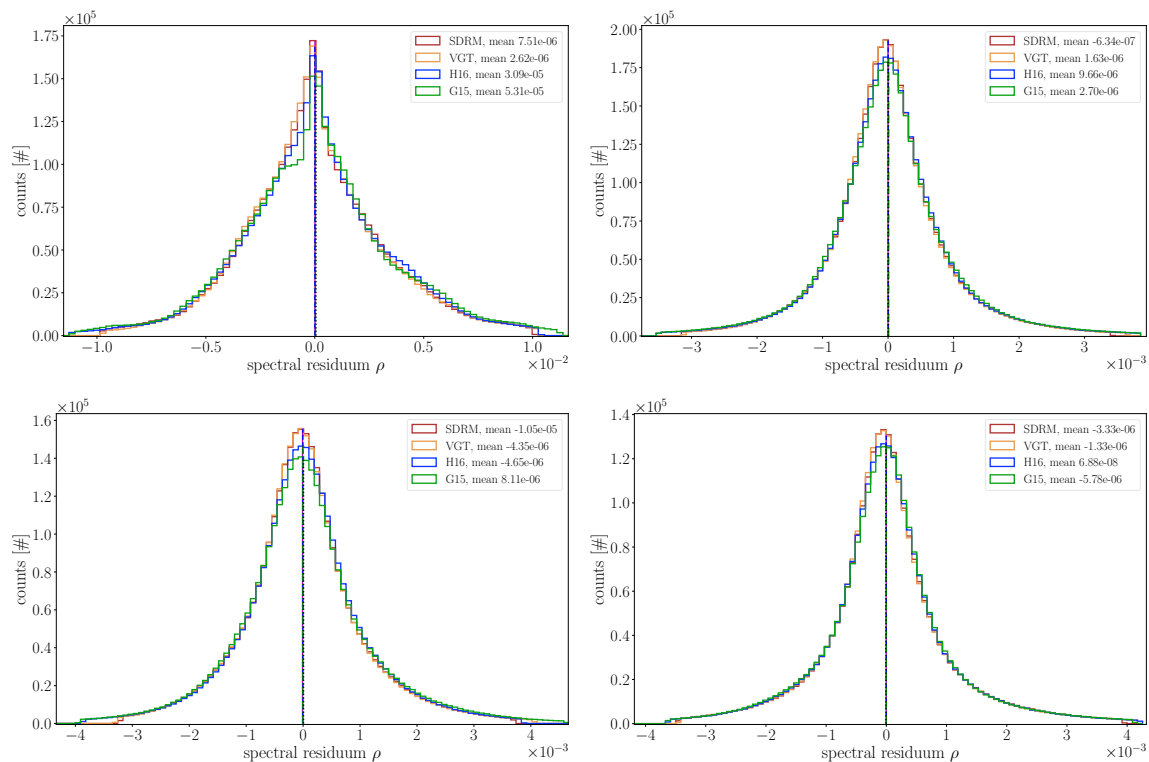 ×10⁵
counts [#]
1.75
1.50
1.25
1.00
0.75
0.50
0.25
0.00
SDRM, mean 7.51e-06
VGT, mean 2.62e-06
H16, mean 3.09e-05
G15, mean 5.31e-05
−1.0 −0.5 0.0 0.5 1.0
spectral residuum ρ
×10⁻²
×10⁵
counts [#]
2.00
1.75
1.50
1.25
1.00
0.75
0.50
0.25
0.00
SDRM, mean -6.34e-07
VGT, mean 1.63e-06
H16, mean 9.66e-06
G15, mean 2.70e-06
−3 −2 −1 0 1 2 3
spectral residuum ρ
×10⁻³
×10⁵
counts [#]
1.6
1.4
1.2
1.0
0.8
0.6
0.4
0.2
0.0
SDRM, mean -1.05e-05
VGT, mean -4.35e-06
H16, mean -4.65e-06
G15, mean 8.11e-06
−4 −3 −2 −1 0 1 2 3 4
spectral residuum ρ
×10⁻³
×10⁵
counts [#]
1.4
1.2
1.0
0.8
0.6
0.4
0.2
0.0
SDRM, mean -3.33e-06
VGT, mean -1.33e-06
H16, mean 6.88e-08
G15, mean -5.78e-06
−4 −3 −2 −1 0 1 2 3 4
spectral residuum ρ
×10⁻³